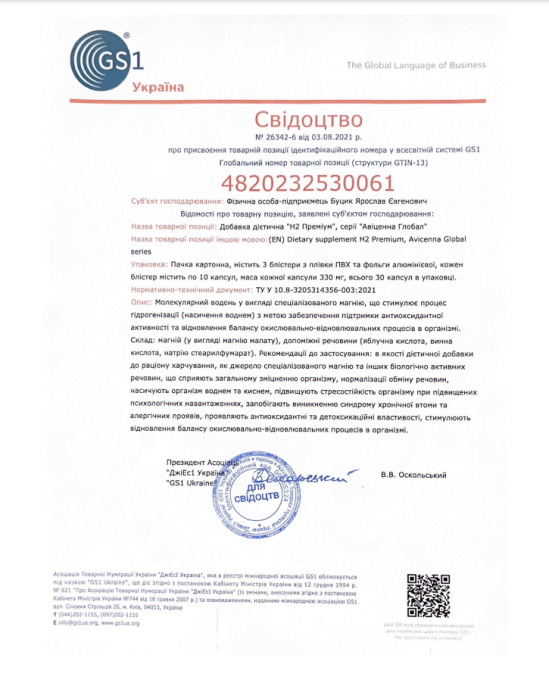 GS1
®
Україна
The Global Language of Business
Свідоцтво
№ 26342-6 від 03.08.2021 р.
про присвоєння товарній позиції ідентифікаційного номера у всесвітній системі GS1
Глобальний номер товарної позиції (структури GTIN-13)
4820232530061
Суб'єкт господарювання: Фізична особа-підприємець Буцик Ярослав Євгенович
Відомості про товарну позицію, заявлені суб'єктом господарювання:
Назва товарної позиції: Добавка дієтична "Н2 Преміум", серії "Авіценна Глобал"
Назва товарної позиції іншою мовою:(EN) Dietary supplement H2 Premium, Avicenna Global
series
Упаковка: Пачка картонна, містить 3 блістери з плівки ПВХ та фольги алюмінієвої, кожен
блістер містить по 10 капсул, маса кожної капсули 330 мг, всього 30 капсул в упаковці.
Нормативно-технічний документ: ТУ У 10.8-3205314356-003:2021
Опис: Молекулярний водень у вигляді спеціалізованого магнію, що стимулює процес
гідрогенізації (насичення воднем) з метою забезпечення підтримки антиоксидантної
активності та відновлення балансу окислювально-відновлювальних процесів в організмі.
Склад: магній (у вигляді магнію малату), допоміжні речовини (яблучна кислота, винна
кислота, натрію стеарилфумарат). Рекомендації до застосування: в якості дієтичної добавки
до раціону харчування, як джерело спеціалізованого магнію та інших біологічно активних
речовин, що сприяють загальному зміцненню організму, нормалізації обміну речовин,
насичують організм воднем та киснем, підвищують стресостійкість організму при підвищених
психологічних навантаженнях, запобігають виникненню синдрому хронічної втоми та
алергічних проявів, проявляють антиоксидантні та детоксикаційні властивості, стимулюють
відновлення балансу окислювально-відновлювальних процесів в організмі.
Президент Асоціації
"ДжіЕс1 Україна"
"GS1 Ukraine"
В.В. Оскольський
ДЛЯ
СВІДОЦТВ
Асоціація Товарної Нумерації України "ДжіЕс1 Україна", яка в реєстрі міжнародної асоціації GS1 обліковується
під назвою "GS1 Ukraine", що діє згідно з постановою Кабінету Міністрів України від 12 грудня 1994 р.
№ 821 "Про Асоціацію Товарної Нумерації України" (із змінами, внесеними згідно з постановою
Кабінету Міністрів України №744 від 16 травня 2007 р.) та повноваженнями, наданими міжнародною асоціацією GS1.
вул. Січових Стрільців 26, м. Київ, 04053, Україна
T (044)202-1155, (097)202-1155
E info@gs1ua.org, www.gs1ua.org